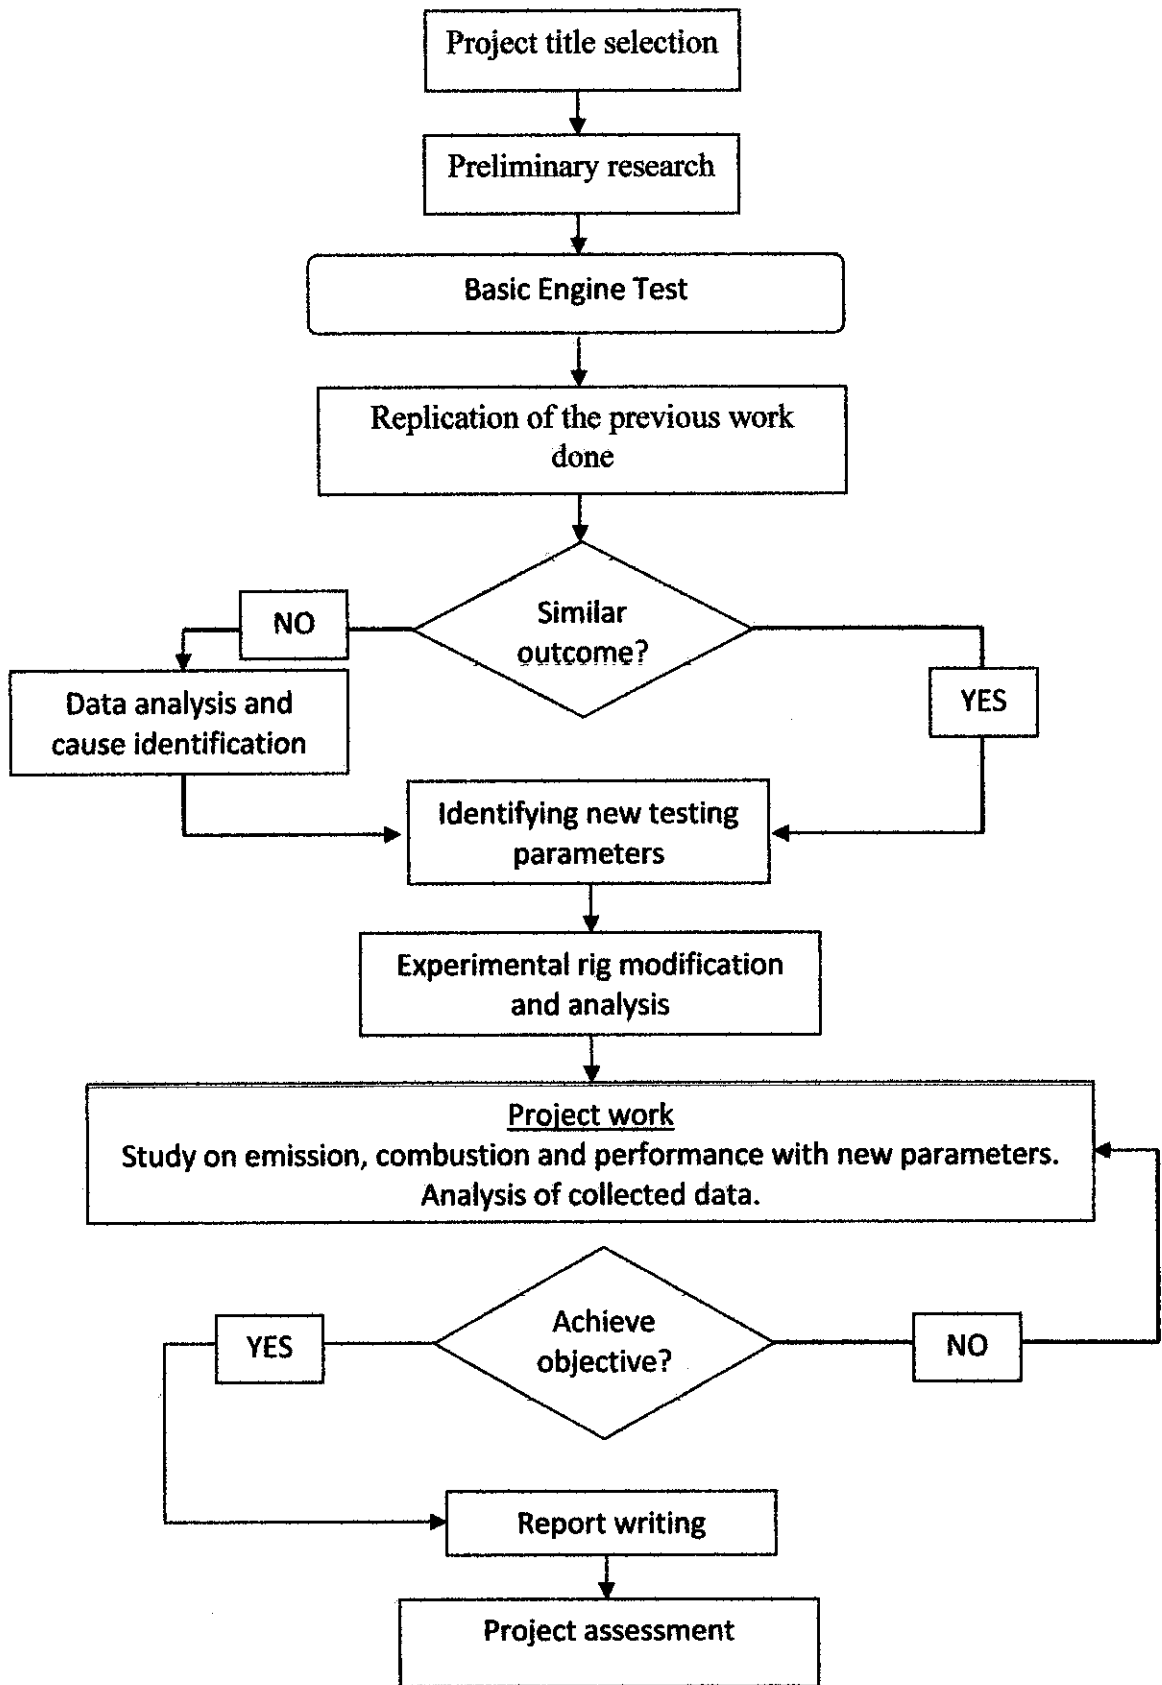 Project title selection
Preliminary research
Basic Engine Test
Replication of the previous work
done
Similar
outcome?
NO
YES
Data analysis and
cause identification
Identifying new testing
parameters
Experimental rig modification
and analysis
Project work
Study on emission, combustion and performance with new parameters.
Analysis of collected data.
Achieve
objective?
YES
NO
Report writing
Project assessment